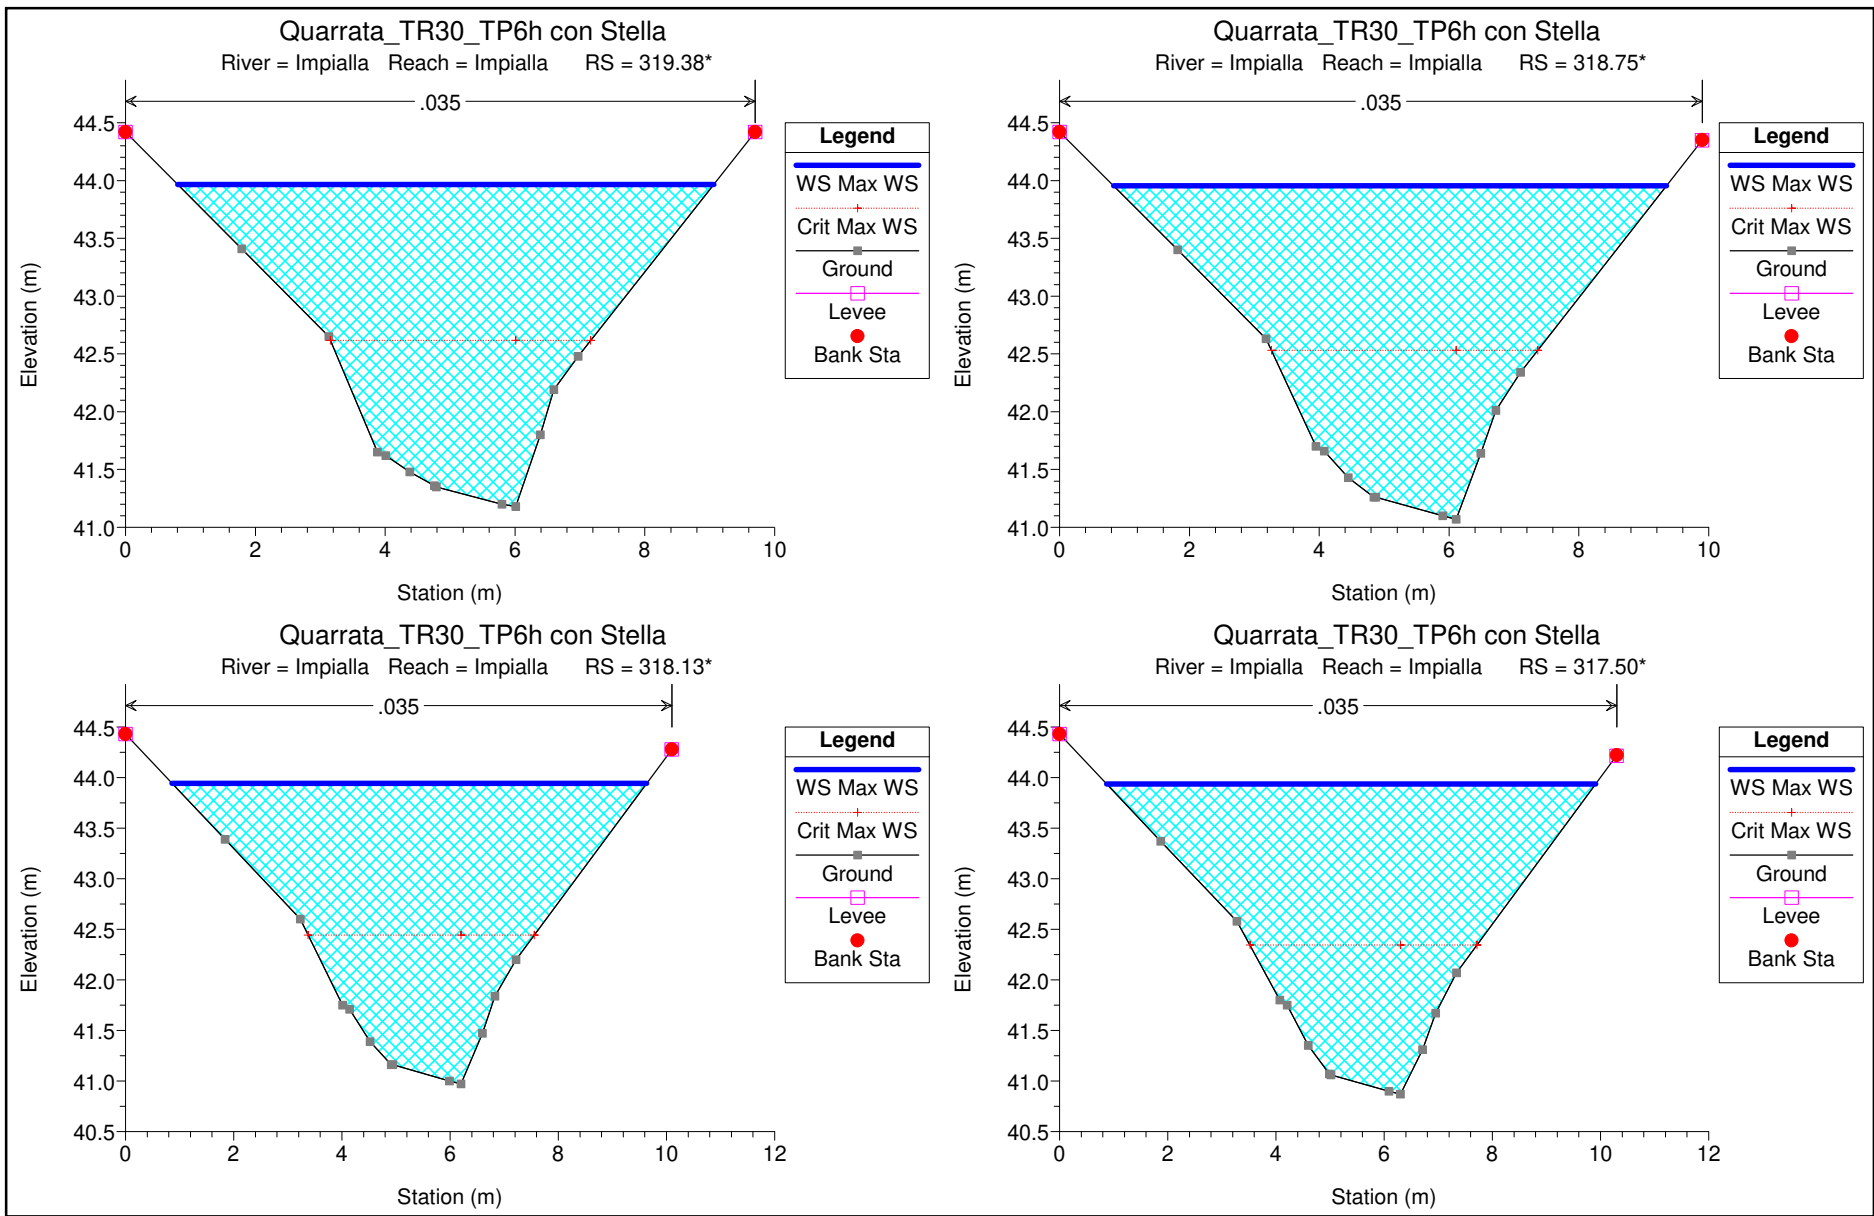 Quarrata_TR30_TP6h con Stella
River = Impialla Reach = Impialla RS = 319.38*
.035
44.5
44.0
43.5
43.0
42.5
42.0
41.5
41.0
0 2 4 6 8 10
Station (m)
Elevation (m)
Legend
WS Max WS
Crit Max WS
Ground
Levee
Bank Sta
Quarrata_TR30_TP6h con Stella
River = Impialla Reach = Impialla RS = 318.75*
.035
44.5
44.0
43.5
43.0
42.5
42.0
41.5
41.0
0 2 4 6 8 10
Station (m)
Elevation (m)
Legend
WS Max WS
Crit Max WS
Ground
Levee
Bank Sta
Quarrata_TR30_TP6h con Stella
River = Impialla Reach = Impialla RS = 318.13*
.035
44.5
44.0
43.5
43.0
42.5
42.0
41.5
41.0
40.5
0 2 4 6 8 10 12
Station (m)
Elevation (m)
Legend
WS Max WS
Crit Max WS
Ground
Levee
Bank Sta
Quarrata_TR30_TP6h con Stella
River = Impialla Reach = Impialla RS = 317.50*
.035
44.5
44.0
43.5
43.0
42.5
42.0
41.5
41.0
40.5
0 2 4 6 8 10 12
Station (m)
Elevation (m)
Legend
WS Max WS
Crit Max WS
Ground
Levee
Bank Sta